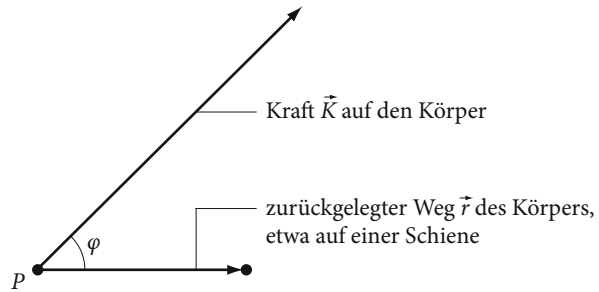 Kraft K⃗ auf den Körper
zurückgelegter Weg r⃗ des Körpers,
etwa auf einer Schiene
φ
P